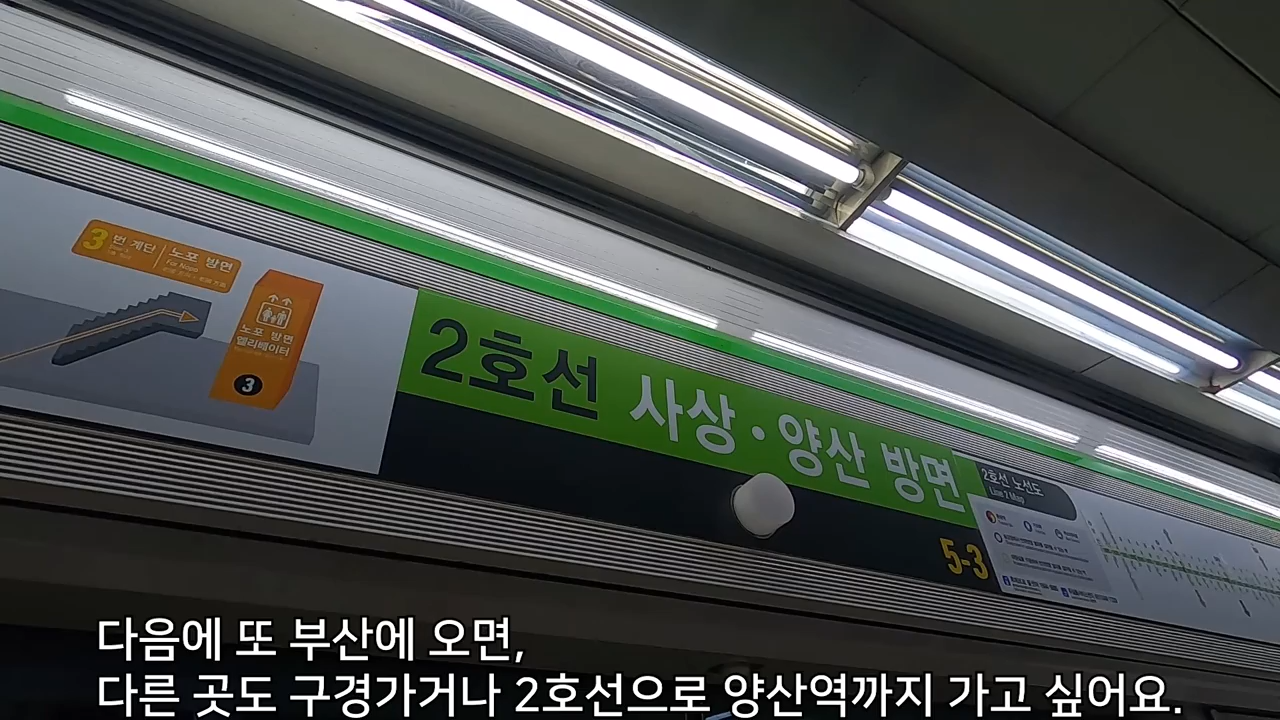 3 번 계단 노포 방면
For Nopo
노포 방면
엘리베이터
3
2호선 사상·양산 방면
5-3
2호선 노선도
Line 2 Map
다음에 또 부산에 오면,
다른 곳도 구경가거나 2호선으로 양산역까지 가고 싶어요.